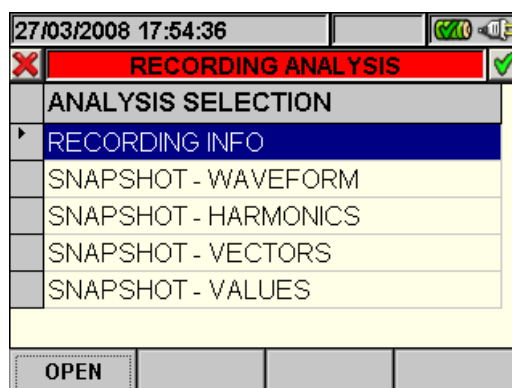 27/03/2008 17:54:36
RECORDING ANALYSIS
ANALYSIS SELECTION
RECORDING INFO
SNAPSHOT - WAVEFORM
SNAPSHOT - HARMONICS
SNAPSHOT - VECTORS
SNAPSHOT - VALUES
OPEN